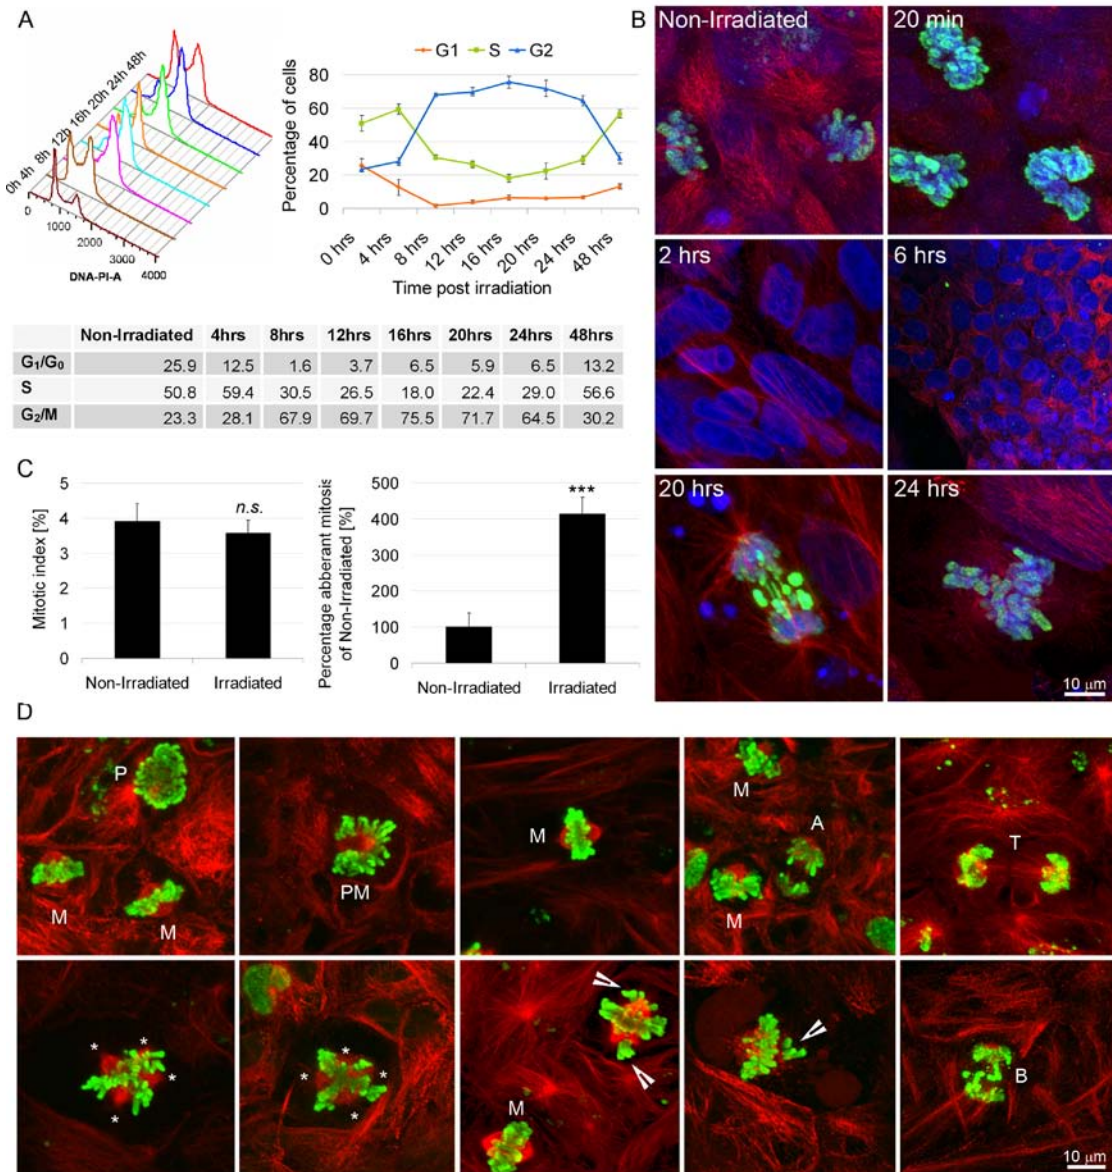 A
0h 4h 8h 12h 16h 20h 24h 48h
0 1000 2000 3000 4000
DNA-PI-A
G1 S G2
Percentage of cells
80
60
40
20
0
0 hrs 4 hrs 8 hrs 12 hrs 16 hrs 20 hrs 24 hrs 48 hrs
Time post irradiation
Non-Irradiated 4hrs 8hrs 12hrs 16hrs 20hrs 24hrs 48hrs
G1/G0 25.9 12.5 1.6 3.7 6.5 5.9 6.5 13.2
S 50.8 59.4 30.5 26.5 18.0 22.4 29.0 56.6
G2/M 23.3 28.1 67.9 69.7 75.5 71.7 64.5 30.2
B
Non-Irradiated
20 min
2 hrs
6 hrs
20 hrs
24 hrs
10 µm
C
Mitotic index [%]
5
4
3
2
1
0
n.s.
Non-Irradiated Irradiated
Percentage abberant mitosis
of Non-Irradiated [%]
500
400
300
200
100
0
***
Non-Irradiated Irradiated
D
P
M
M
PM
M
M
A
M
T
* * * *
* * * *
M
B
10 µm